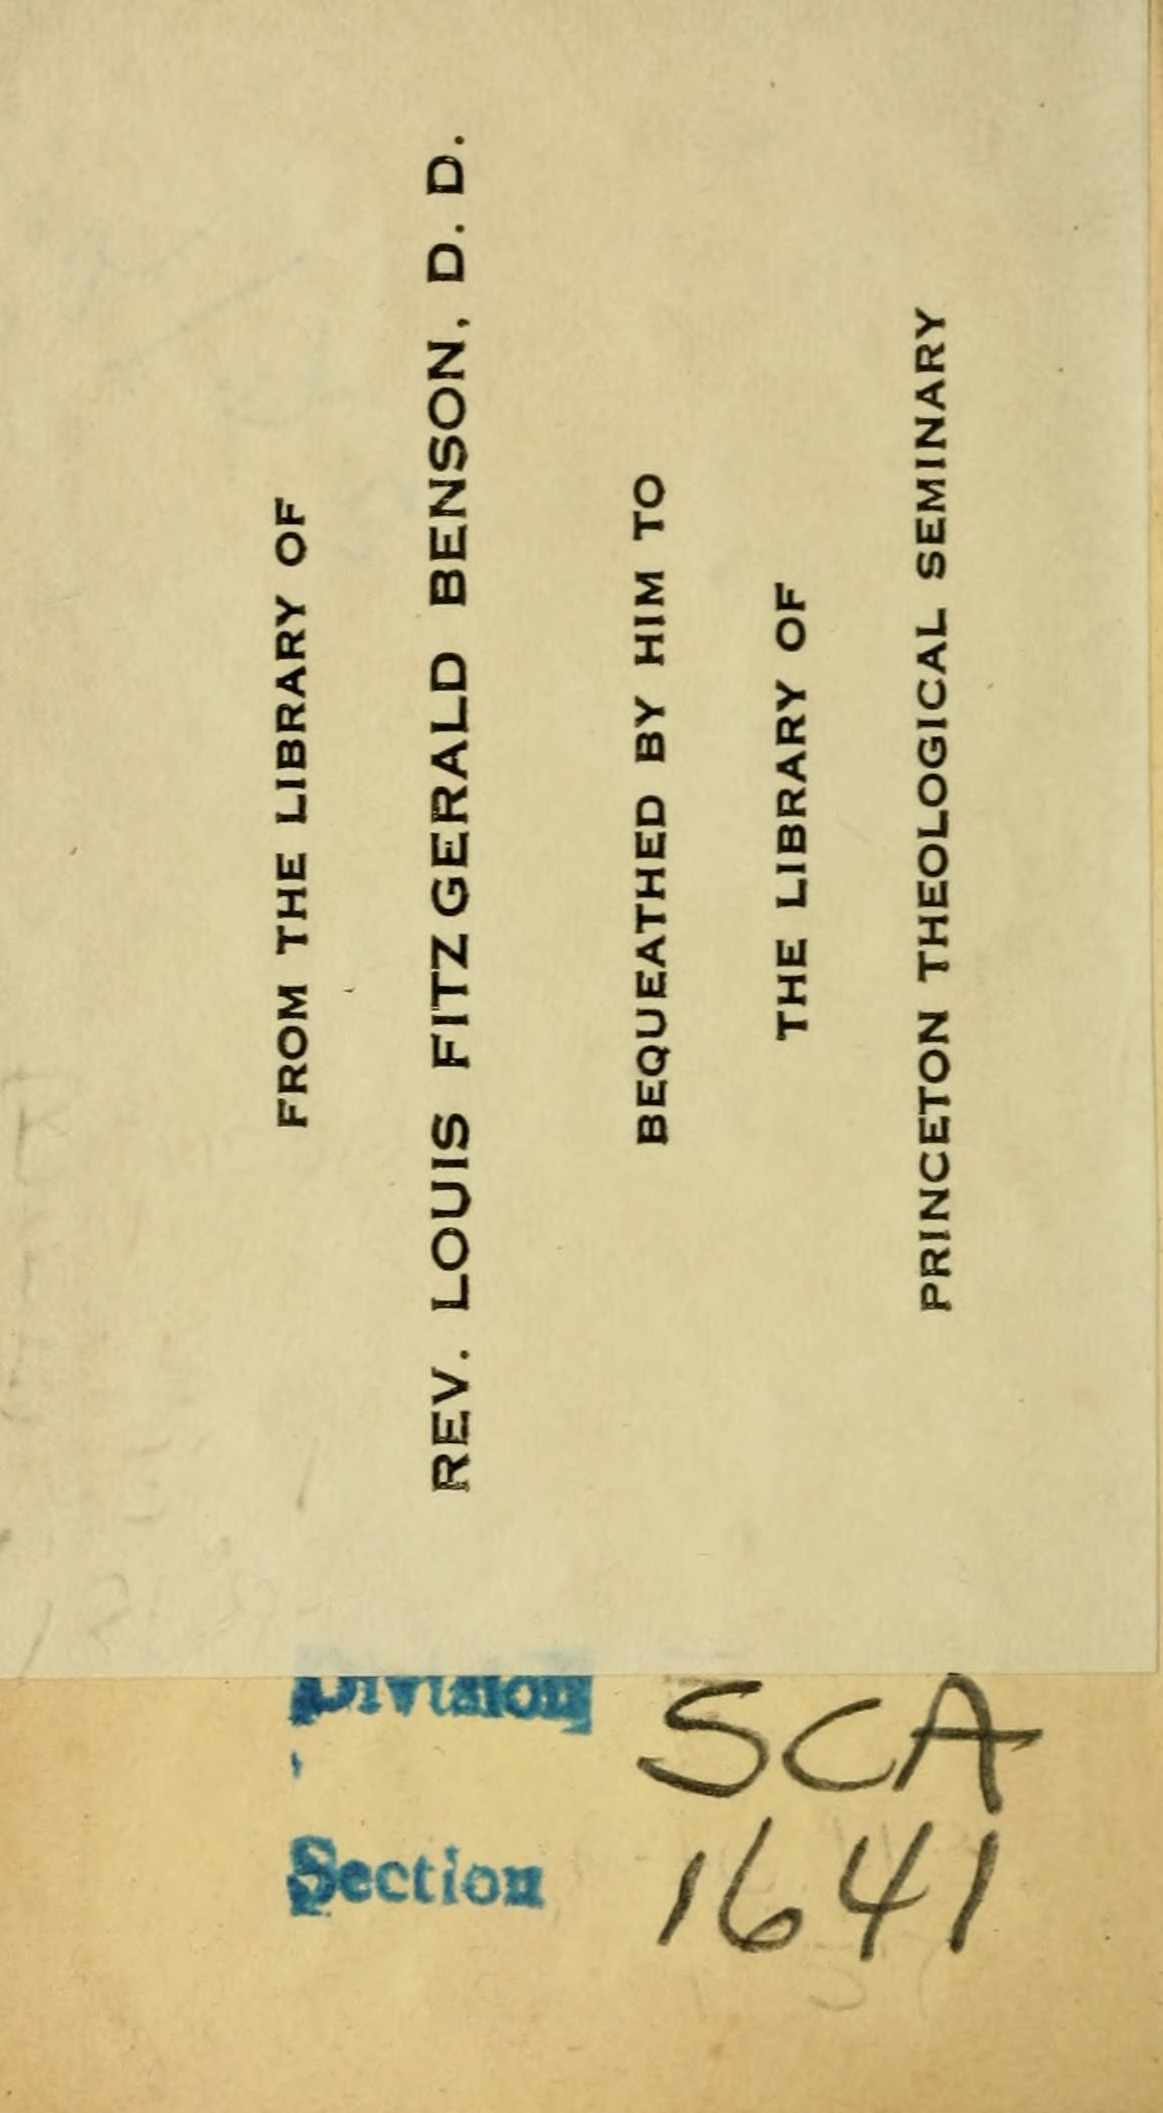 FROM THE LIBRARY OF
REV. LOUIS FITZGERALD BENSON, D. D.
BEQUEATHED BY HIM TO
THE LIBRARY OF
PRINCETON THEOLOGICAL SEMINARY
Division SCA
Section 1641